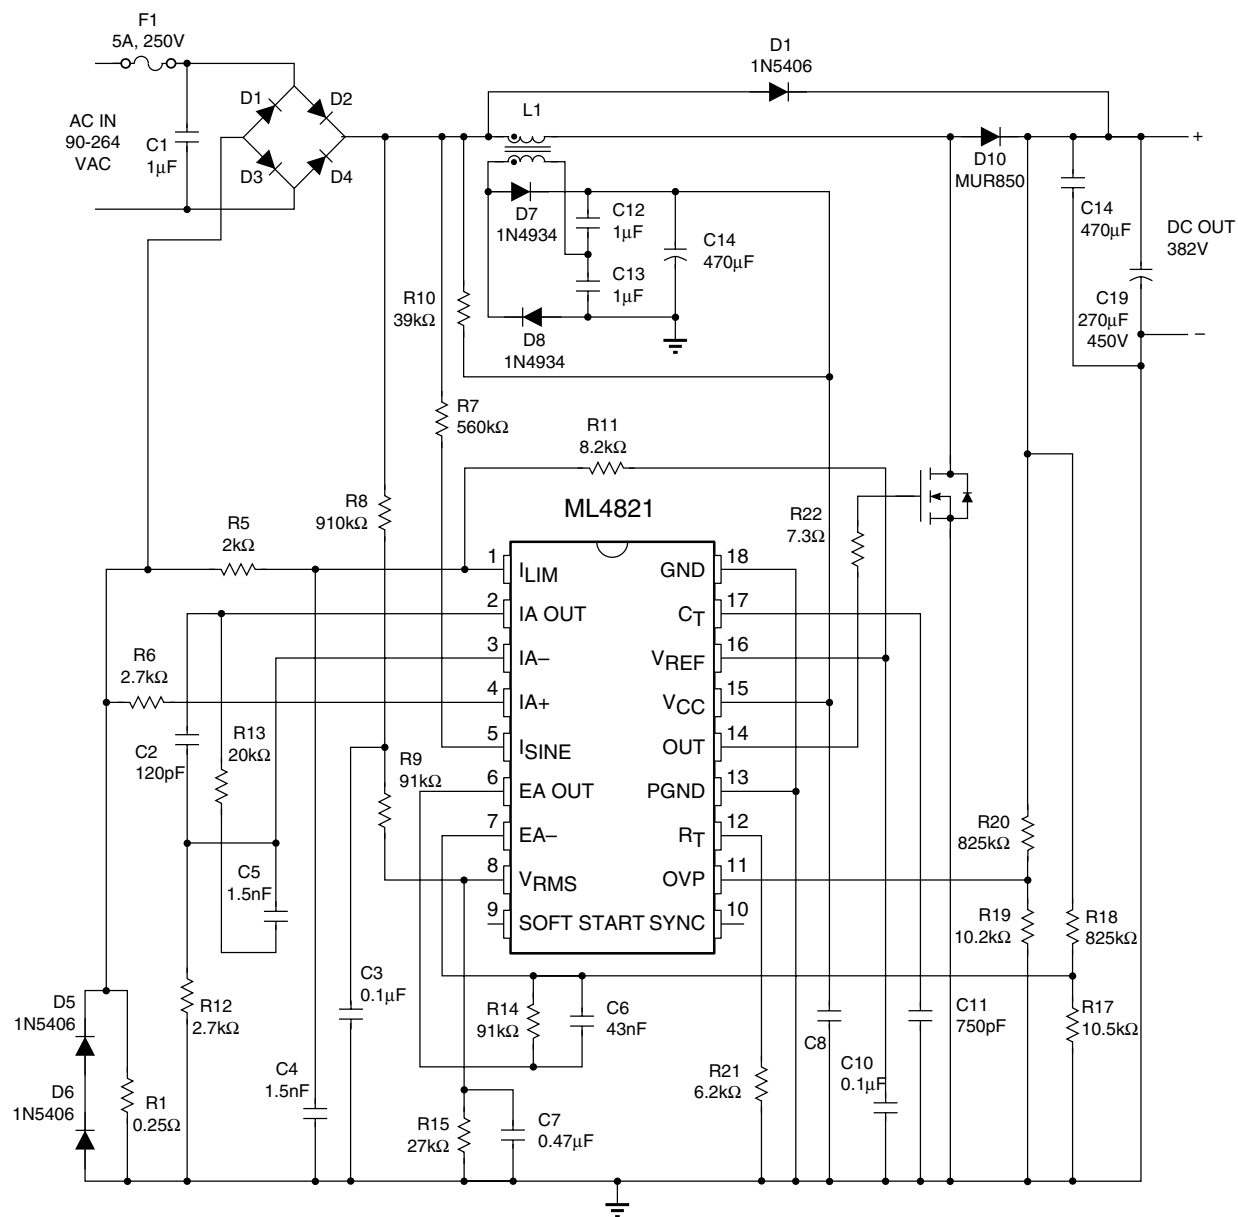 F1
5A, 250V
D1
1N5406
AC IN
90-264
VAC
C1
1µF
D1
D2
D3
D4
L1
D10
MUR850
+
D7
1N4934
C12
1µF
C13
1µF
D8
1N4934
C14
470µF
C14
470µF
DC OUT
382V
C19
270µF
450V
−
R10
39kΩ
R7
560kΩ
R11
8.2kΩ
R8
910kΩ
R5
2kΩ
ML4821
R22
7.3Ω
1
ILIM
2
IA OUT
3
IA–
4
IA+
5
ISINE
6
EA OUT
7
EA–
8
VRMS
9
SOFT START
18
GND
17
CT
16
VREF
15
VCC
14
OUT
13
PGND
12
RT
11
OVP
10
SYNC
R6
2.7kΩ
C2
120pF
R13
20kΩ
R9
91kΩ
C5
1.5nF
R20
825kΩ
R19
10.2kΩ
R18
825kΩ
D5
1N5406
R12
2.7kΩ
C3
0.1µF
R14
91kΩ
C6
43nF
C8
C11
750pF
R17
10.5kΩ
D6
1N5406
R1
0.25Ω
C4
1.5nF
R15
27kΩ
C7
0.47µF
R21
6.2kΩ
C10
0.1µF